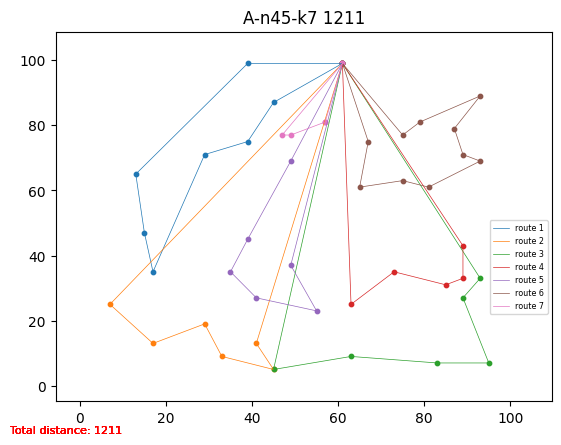 A-n45-k7 1211
100
80
60
40
20
0
0 20 40 60 80 100
route 1
route 2
route 3
route 4
route 5
route 6
route 7
Total distance: 1211